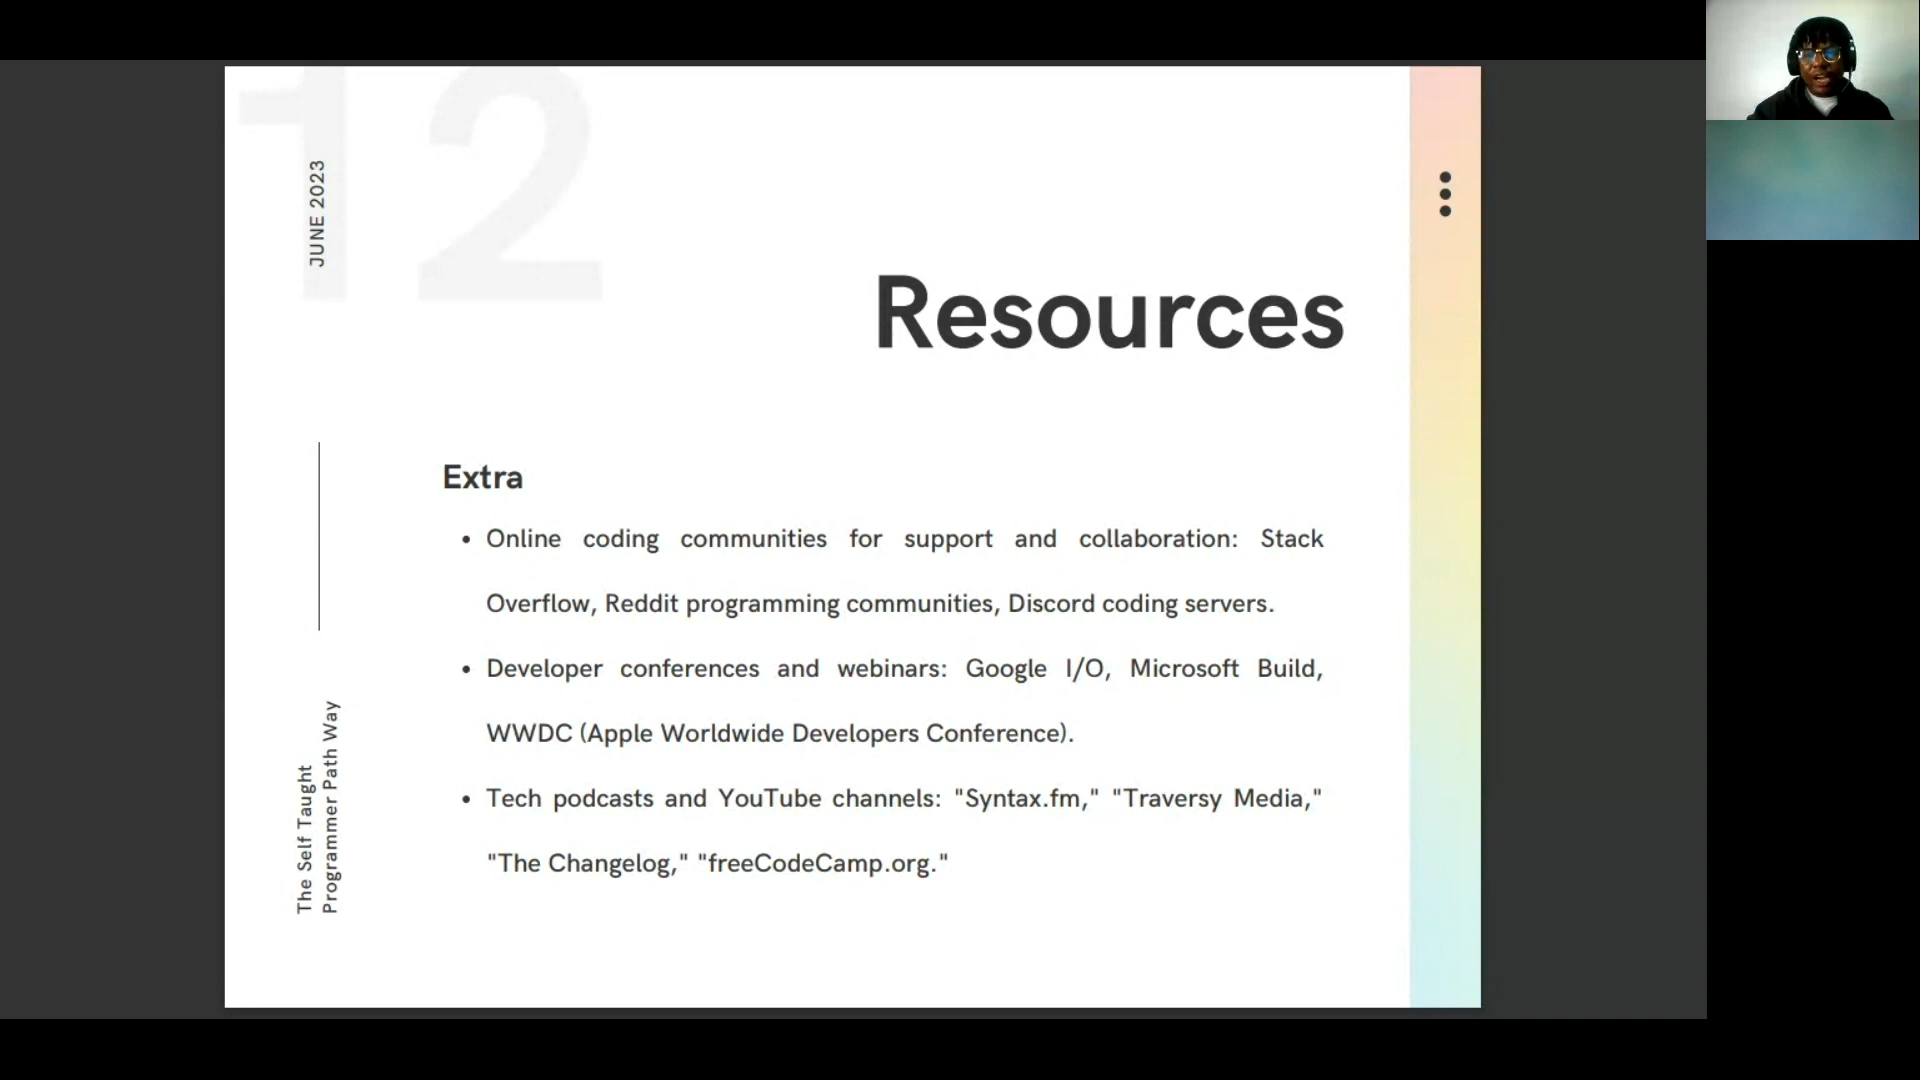 12
JUNE 2023
Resources
Extra
• Online coding communities for support and collaboration: Stack
Overflow, Reddit programming communities, Discord coding servers.
• Developer conferences and webinars: Google I/O, Microsoft Build,
WWDC (Apple Worldwide Developers Conference).
• Tech podcasts and YouTube channels: "Syntax.fm," "Traversy Media,"
"The Changelog," "freeCodeCamp.org."
The Self Taught
Programmer Path Way